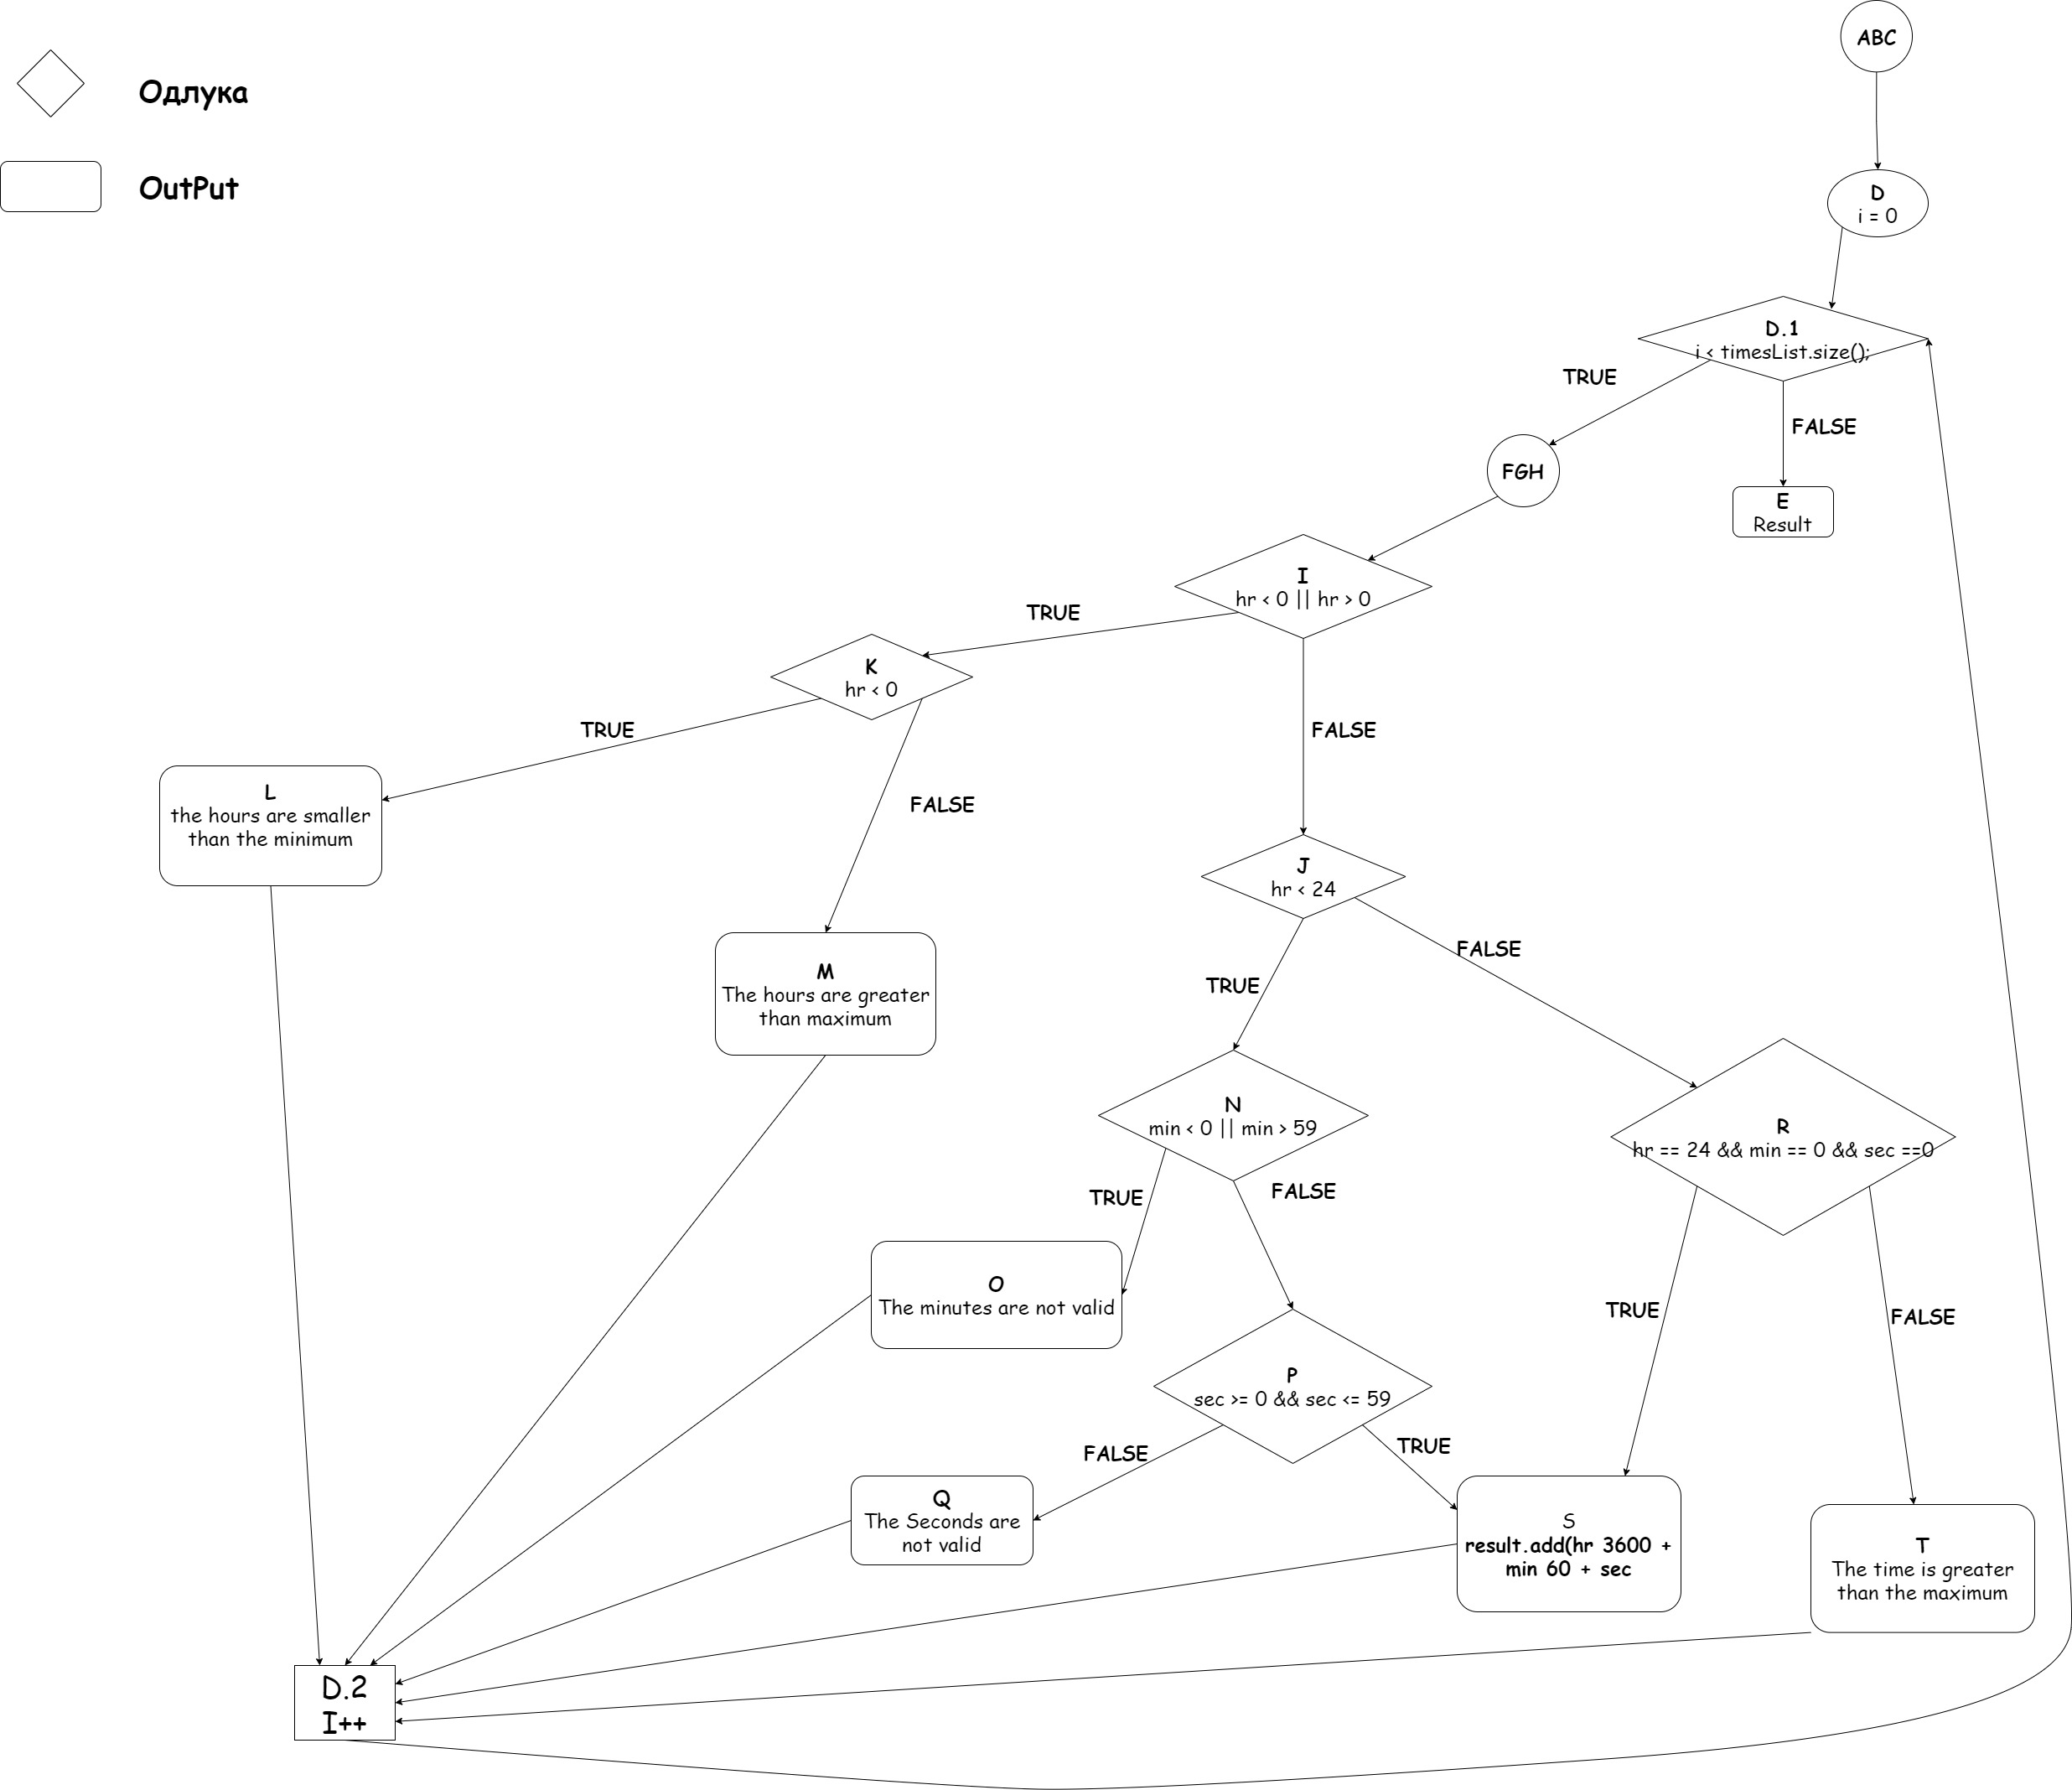 ABC
Одлука
OutPut
D
i = 0
D.1
i < timesList.size();
TRUE
FALSE
FGH
E
Result
I
hr < 0 || hr > 0
TRUE
K
hr < 0
TRUE
FALSE
L
the hours are smaller
than the minimum
FALSE
J
hr < 24
M
The hours are greater
than maximum
TRUE
FALSE
N
min < 0 || min > 59
R
hr == 24 && min == 0 && sec ==0
TRUE
FALSE
O
The minutes are not valid
TRUE
FALSE
P
sec >= 0 && sec <= 59
FALSE
TRUE
Q
The Seconds are
not valid
S
result.add(hr 3600 +
min 60 + sec
T
The time is greater
than the maximum
D.2
I++